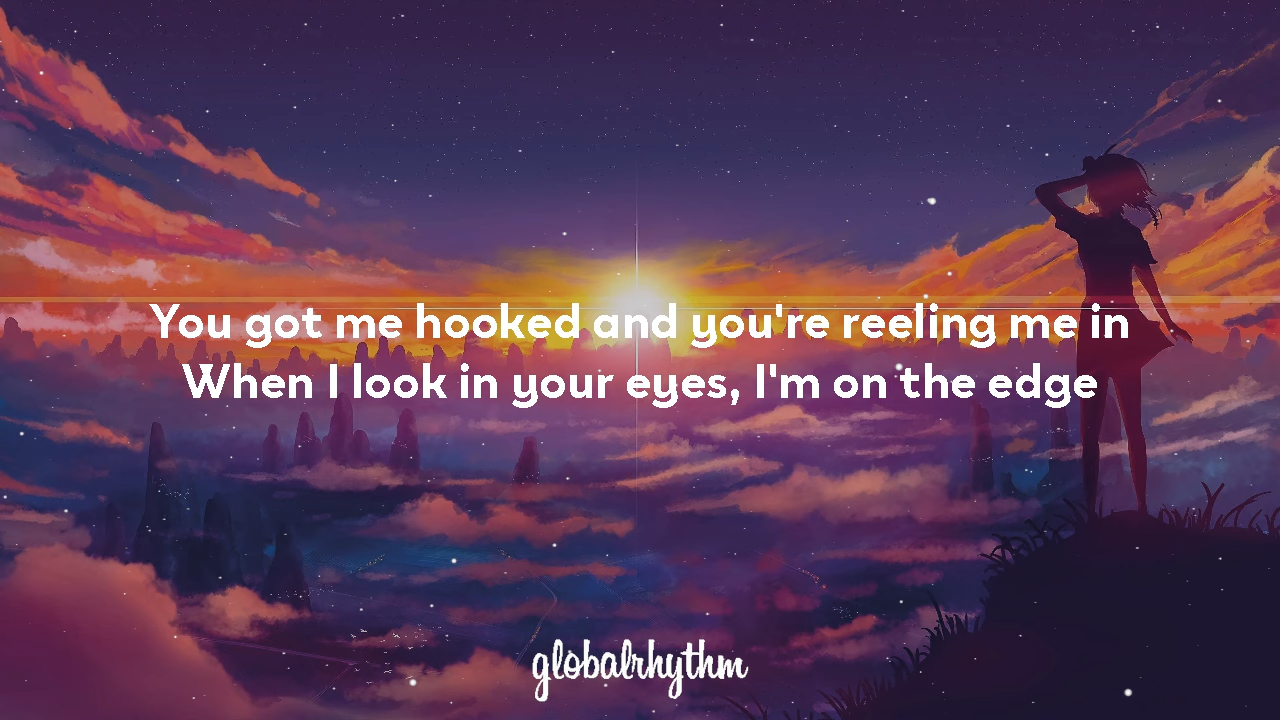 You got me hooked and you're reeling me in
When I look in your eyes, I'm on the edge
globalrhythm